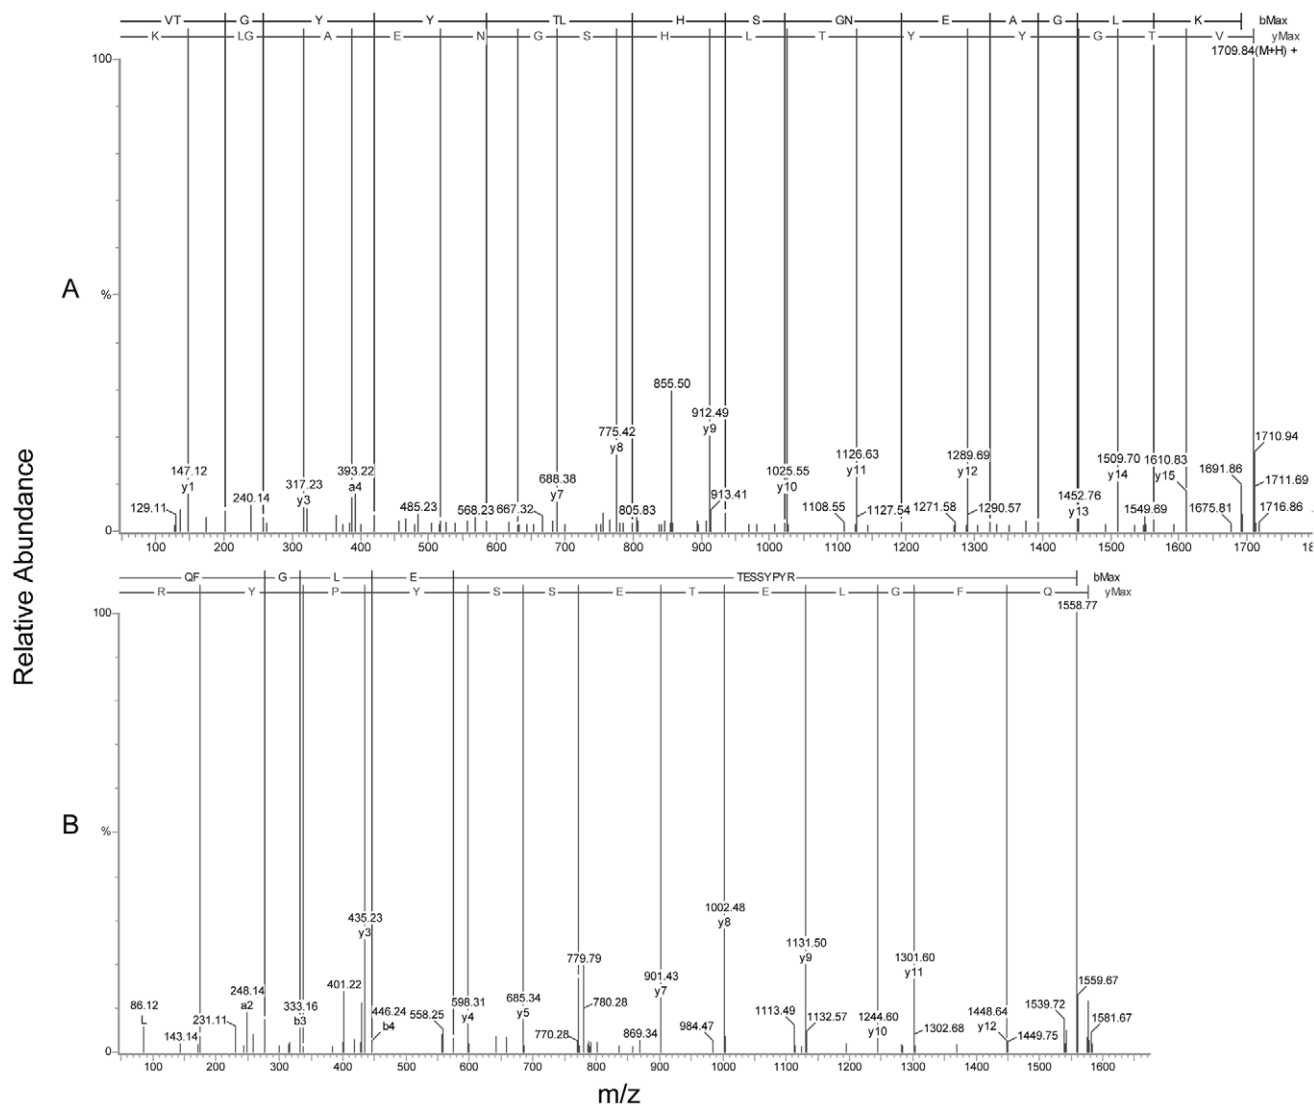 VT G Y Y TL H S GN E A G L K bMax
K LG A E N G S H L T Y Y G T V yMax
1709.84(M+H) +
100
855.50
912.49
y9
775.42
y8
1710.94
1126.63
y11
1289.69
y12
1509.70
y14
1610.83
y15
147.12
y1
393.22
a4
1025.55
y10
317.23
y3
688.38
y7
1691.86
1711.69
240.14
913.41
1452.76
y13
129.11
485.23
568.23
667.32
805.83
1108.55
1127.54
1271.58
1290.57
1549.69
1675.81
1716.86
A
%
0
100 200 300 400 500 600 700 800 900 1000 1100 1200 1300 1400 1500 1600 1700 18
Relative Abundance
QF G L E TESSYPYR bMax
R Y P Y S S E T E L G F Q yMax
1558.77
100
1002.48
y8
435.23
y3
1131.50
y9
779.79
901.43
y7
1301.60
y11
401.22
248.14
a2
1559.67
86.12
L
333.16
b3
446.24
b4
598.31
y4
685.34
y5
780.28
1113.49
1244.60
y10
1448.64
y12
1539.72
143.14
231.11
558.25
770.28
869.34
984.47
1132.57
1302.68
1449.75
1581.67
B
%
0
100 200 300 400 500 600 700 800 900 1000 1100 1200 1300 1400 1500 1600
m/z